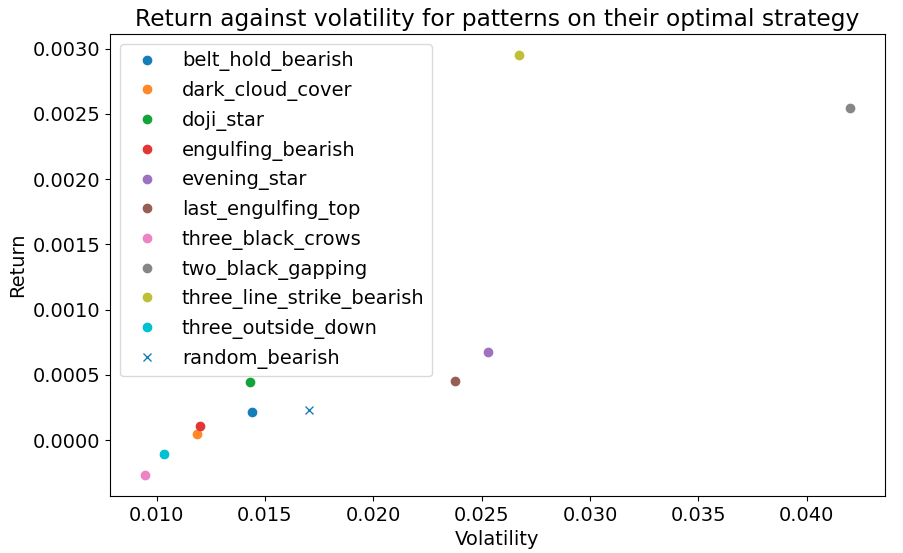 Return against volatility for patterns on their optimal strategy
0.0030
0.0025
0.0020
0.0015
0.0010
0.0005
0.0000
Return
belt_hold_bearish
dark_cloud_cover
doji_star
engulfing_bearish
evening_star
last_engulfing_top
three_black_crows
two_black_gapping
three_line_strike_bearish
three_outside_down
random_bearish
0.010 0.015 0.020 0.025 0.030 0.035 0.040
Volatility